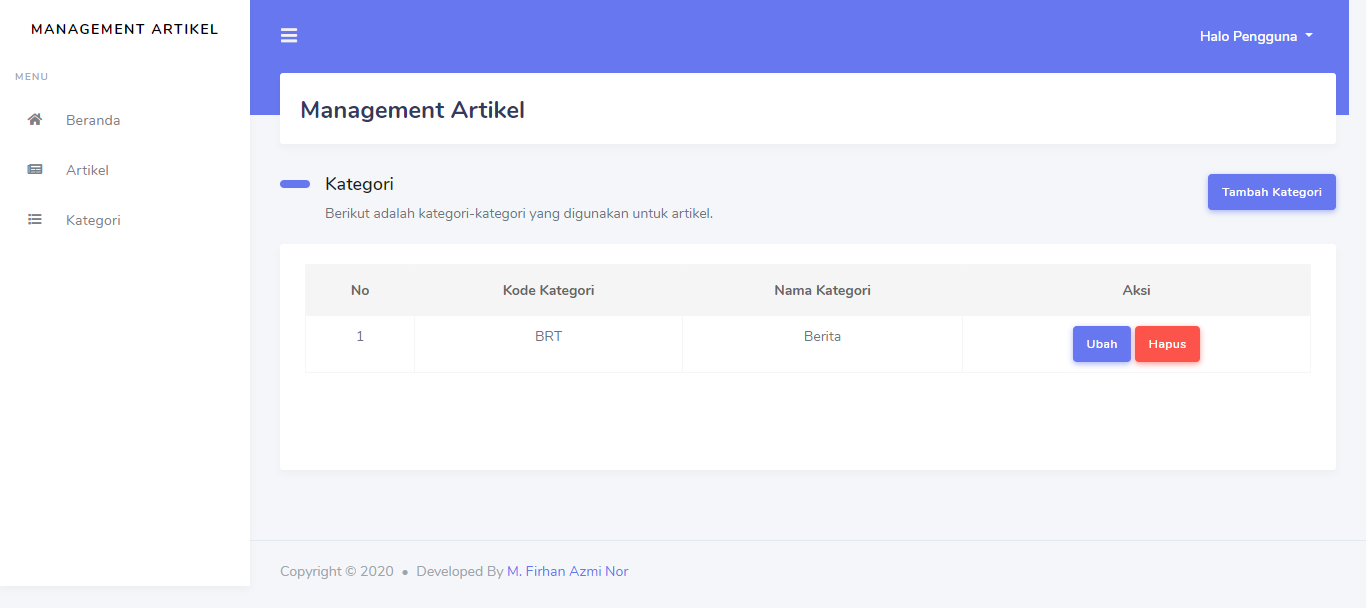 MANAGEMENT ARTIKEL
Halo Pengguna
MENU
Beranda
Artikel
Kategori
Management Artikel
Kategori
Tambah Kategori
Berikut adalah kategori-kategori yang digunakan untuk artikel.
No Kode Kategori Nama Kategori Aksi
1 BRT Berita Ubah Hapus
Copyright © 2020 • Developed By M. Firhan Azmi Nor